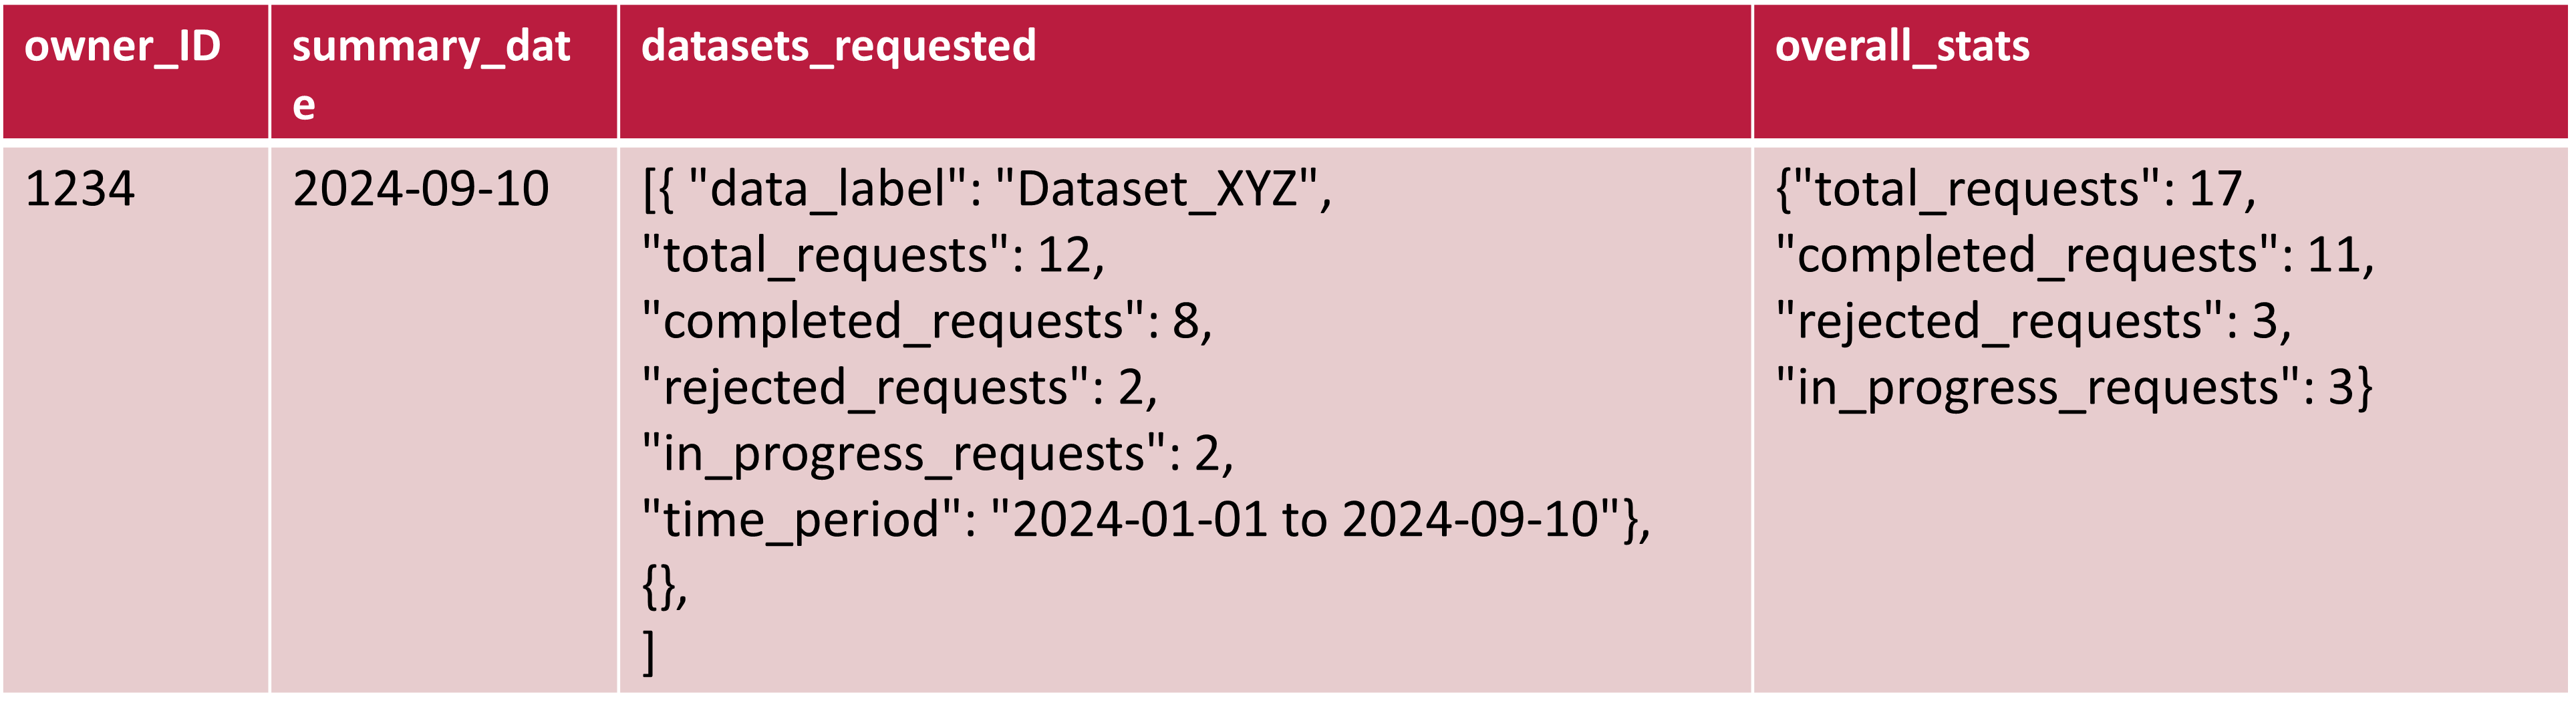 owner_ID
summary_dat
e
datasets_requested
overall_stats
1234
2024-09-10
[{ "data_label": "Dataset_XYZ",
"total_requests": 12,
"completed_requests": 8,
"rejected_requests": 2,
"in_progress_requests": 2,
"time_period": "2024-01-01 to 2024-09-10"},
{},
]
{"total_requests": 17,
"completed_requests": 11,
"rejected_requests": 3,
"in_progress_requests": 3}